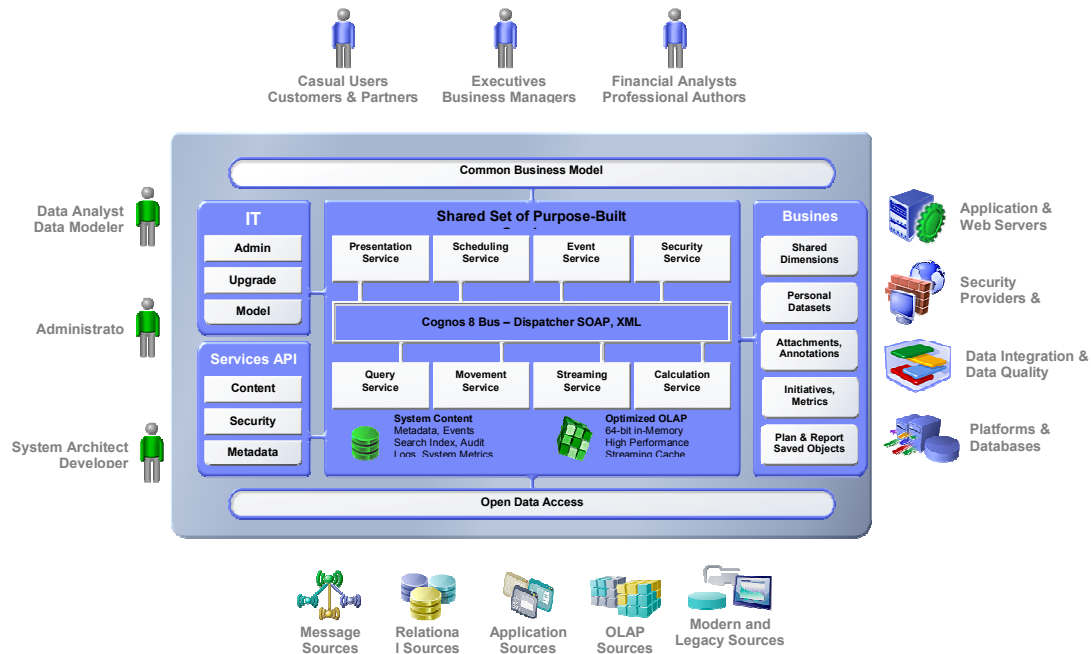 Casual Users
Customers & Partners
Executives
Business Managers
Financial Analysts
Professional Authors
Common Business Model
Data Analyst
Data Modeler
Administrato
System Architect
Developer
IT
Admin
Upgrade
Model
Services API
Content
Security
Metadata
Shared Set of Purpose-Built
Presentation
Service
Scheduling
Service
Event
Service
Security
Service
Cognos 8 Bus – Dispatcher SOAP, XML
Query
Service
Movement
Service
Streaming
Service
Calculation
Service
System Content
Metadata, Events
Search Index, Audit
Logs, System Metrics
Optimized OLAP
64-bit in-Memory
High Performance
Streaming Cache
Busines
Shared
Dimensions
Personal
Datasets
Attachments,
Annotations
Initiatives,
Metrics
Plan & Report
Saved Objects
Application &
Web Servers
Security
Providers &
Data Integration &
Data Quality
Platforms &
Databases
Open Data Access
Message
Sources
Relationa
l Sources
Application
Sources
OLAP
Sources
Modern and
Legacy Sources